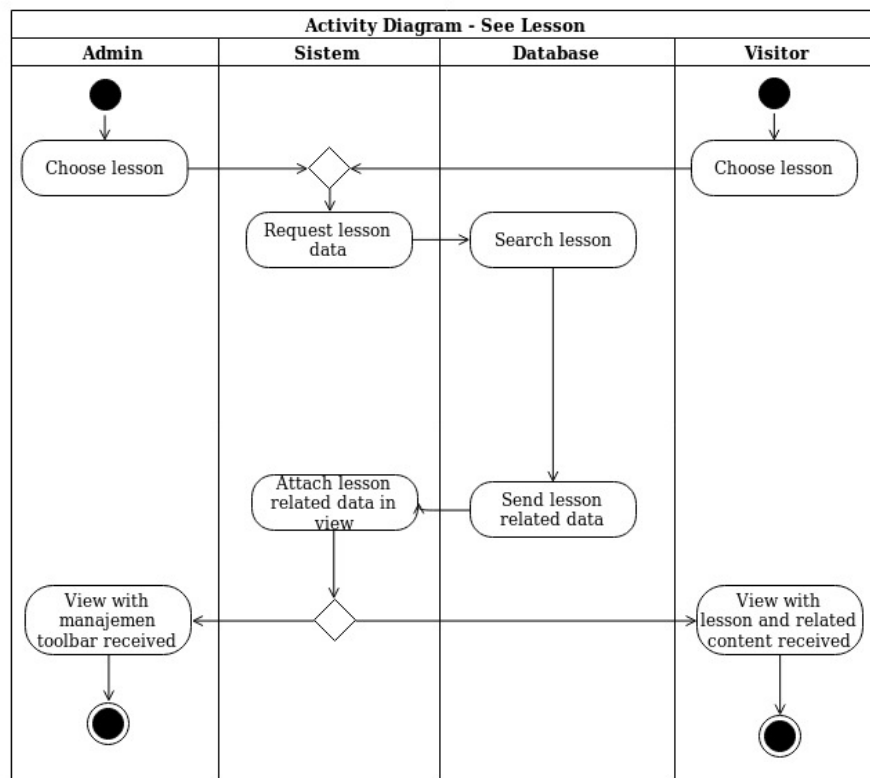 Activity Diagram - See Lesson
Admin
Sistem
Database
Visitor
Choose lesson
Choose lesson
Request lesson
data
Search lesson
Attach lesson
related data in
view
Send lesson
related data
View with
manajemen
toolbar received
View with
lesson and related
content received